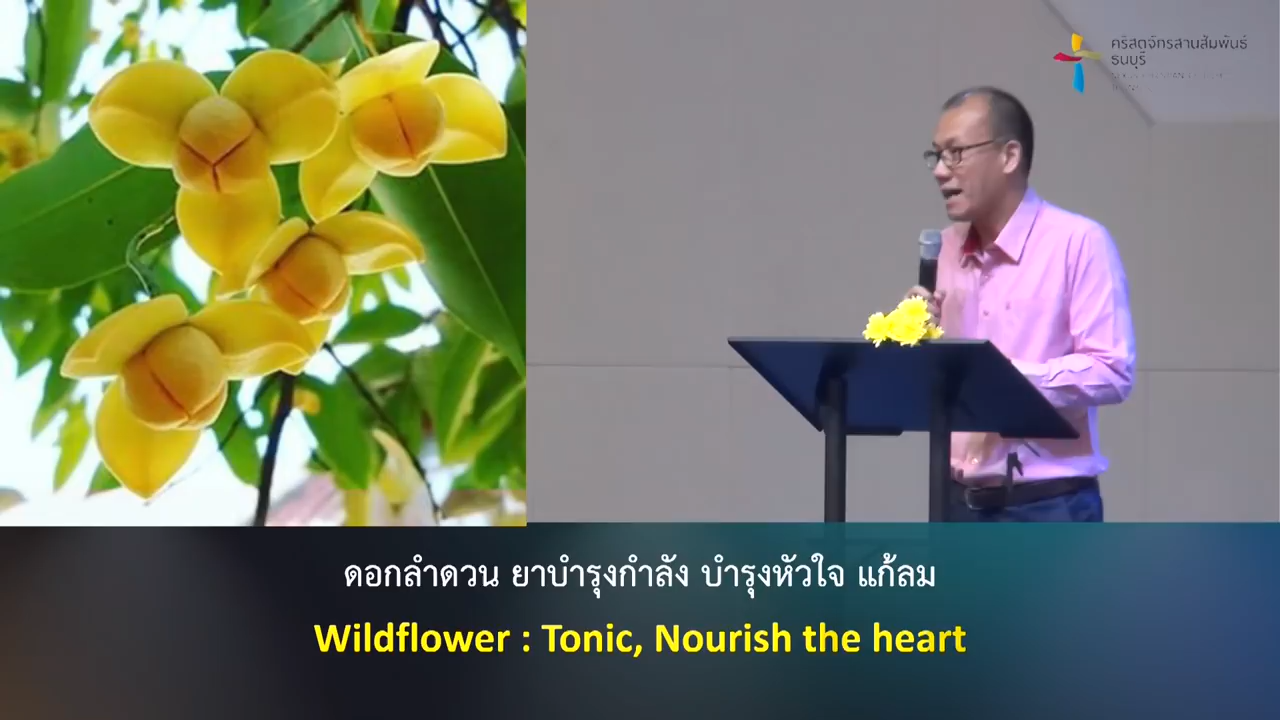 คริสตจักรสานสัมพันธ์
ธนบุรี
ดอกลำดวน ยาบำรุงกำลัง บำรุงหัวใจ แก้ลม
Wildflower : Tonic, Nourish the heart